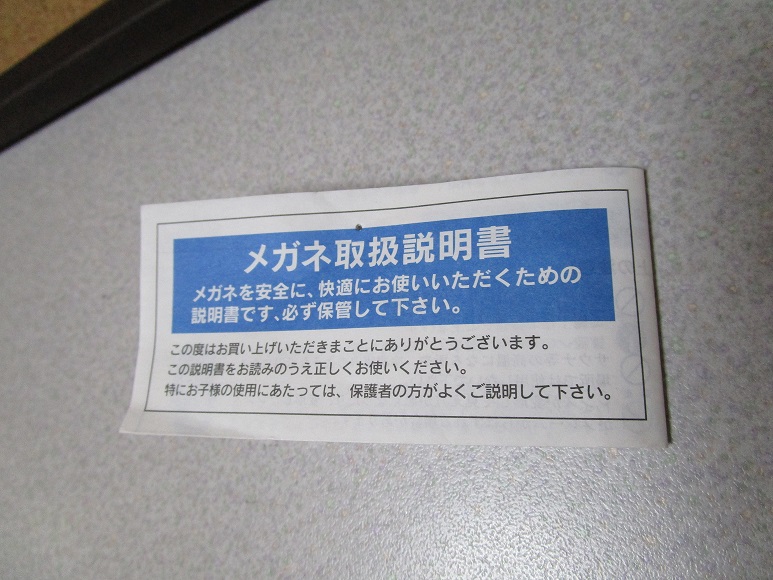 メガネ取扱説明書
メガネを安全に、快適にお使いいただくための
説明書です、必ず保管して下さい。
この度はお買い上げいただきまことにありがとうございます。
この説明書をお読みのうえ正しくお使いください。
特にお子様の使用にあたっては、保護者の方がよくご説明して下さい。